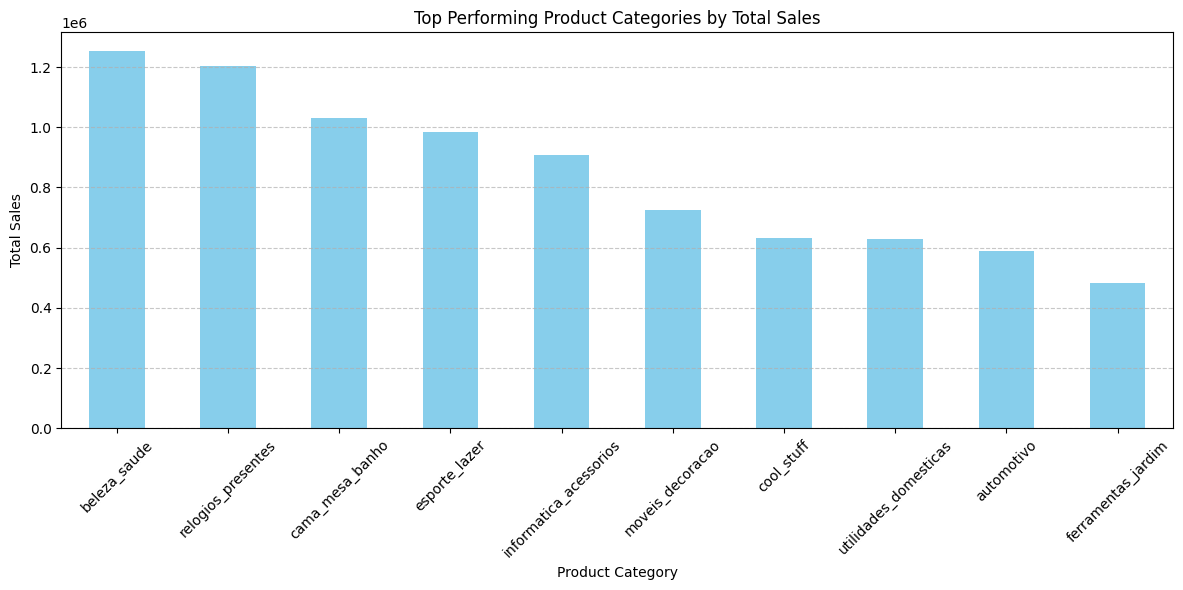 Top Performing Product Categories by Total Sales
1e6
1.2
1.0
0.8
0.6
0.4
0.2
0.0
Total Sales
beleza_saude
relogios_presentes
cama_mesa_banho
esporte_lazer
informatica_acessorios
moveis_decoracao
cool_stuff
utilidades_domesticas
automotivo
ferramentas_jardim
Product Category